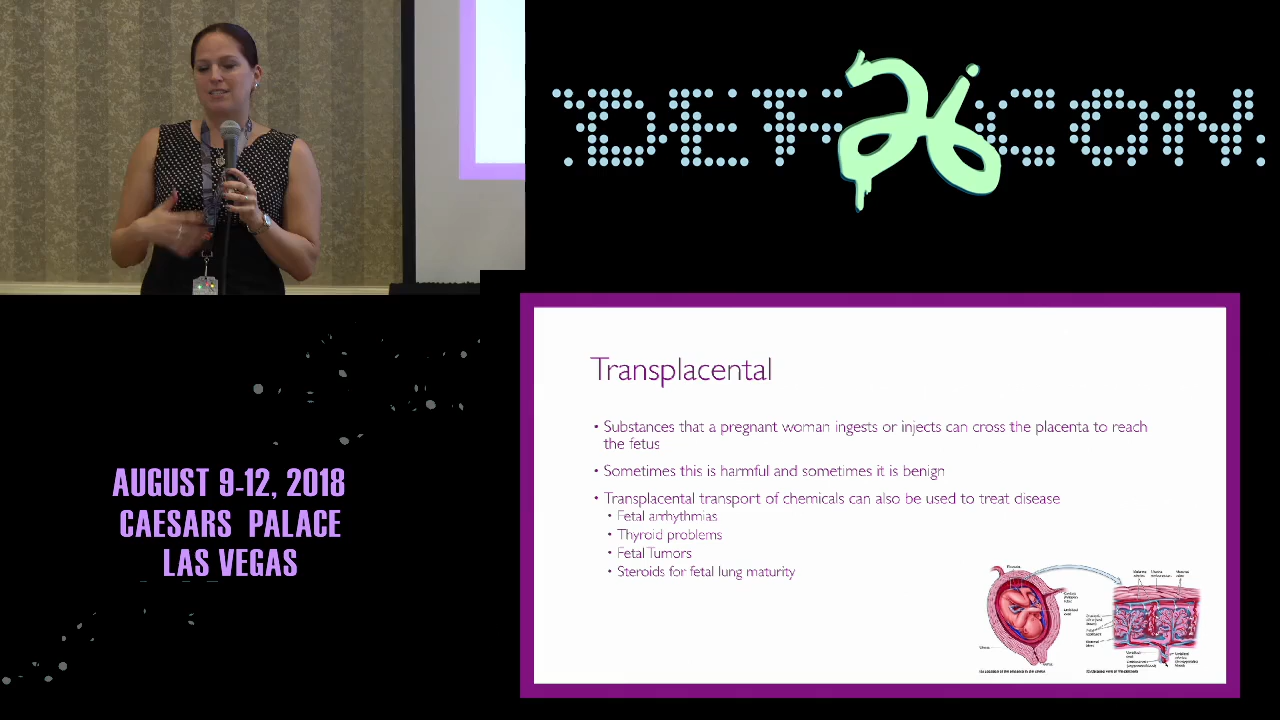 DEF 26 CON
Transplacental
• Substances that a pregnant woman ingests or injects can cross the placenta to reach
the fetus
• Sometimes this is harmful and sometimes it is benign
• Transplacental transport of chemicals can also be used to treat disease
• Fetal arrhythmias
• Thyroid problems
• Fetal Tumors
• Steroids for fetal lung maturity
AUGUST 9-12, 2018
CAESARS PALACE
LAS VEGAS